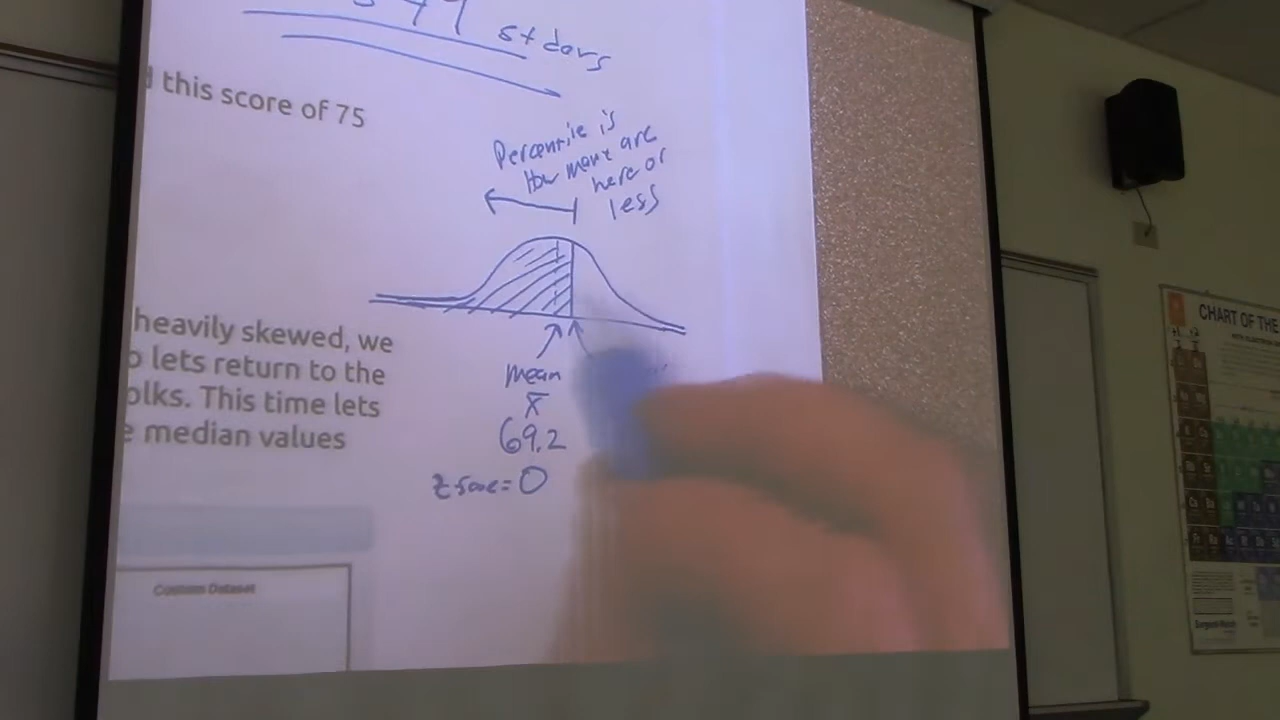 st devs
this score of 75
Percentile is
How many are
here or
less
heavily skewed, we
lets return to the
This time lets
median values
mean
x̄
69.2
z-score = 0
Custom Dataset
CHART OF THE